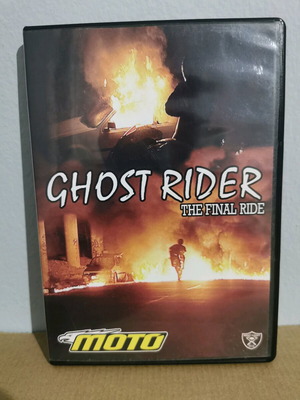 GHOST RIDER
THE FINAL RIDE
MOTO